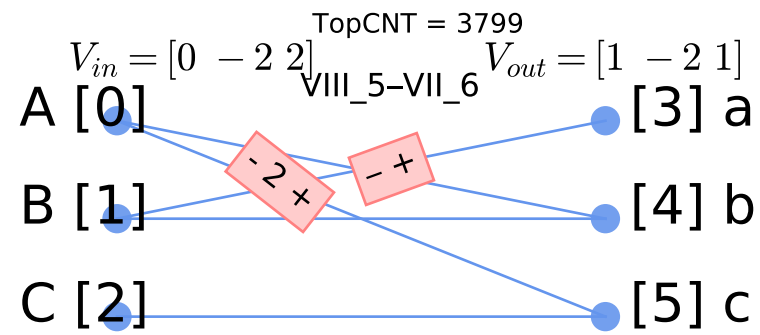 TopCNT = 3799
V_in = [0 − 2 2] V_out = [1 − 2 1]
VIII_5–VII_6
A [0] [3] a
- 2 +
− +
B [1] [4] b
C [2] [5] c